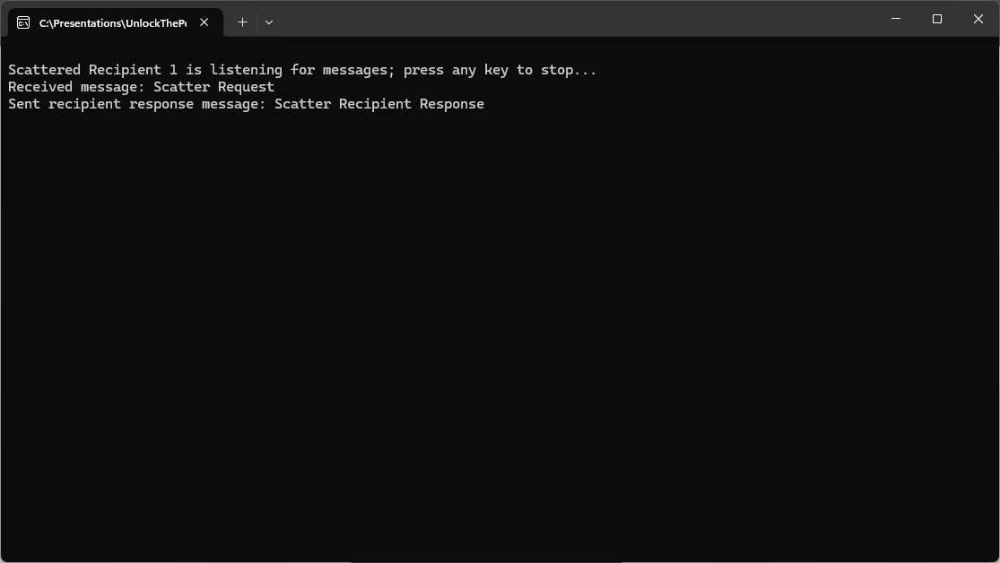 C:\Presentations\UnlockThePo
Scattered Recipient 1 is listening for messages; press any key to stop...
Received message: Scatter Request
Sent recipient response message: Scatter Recipient Response